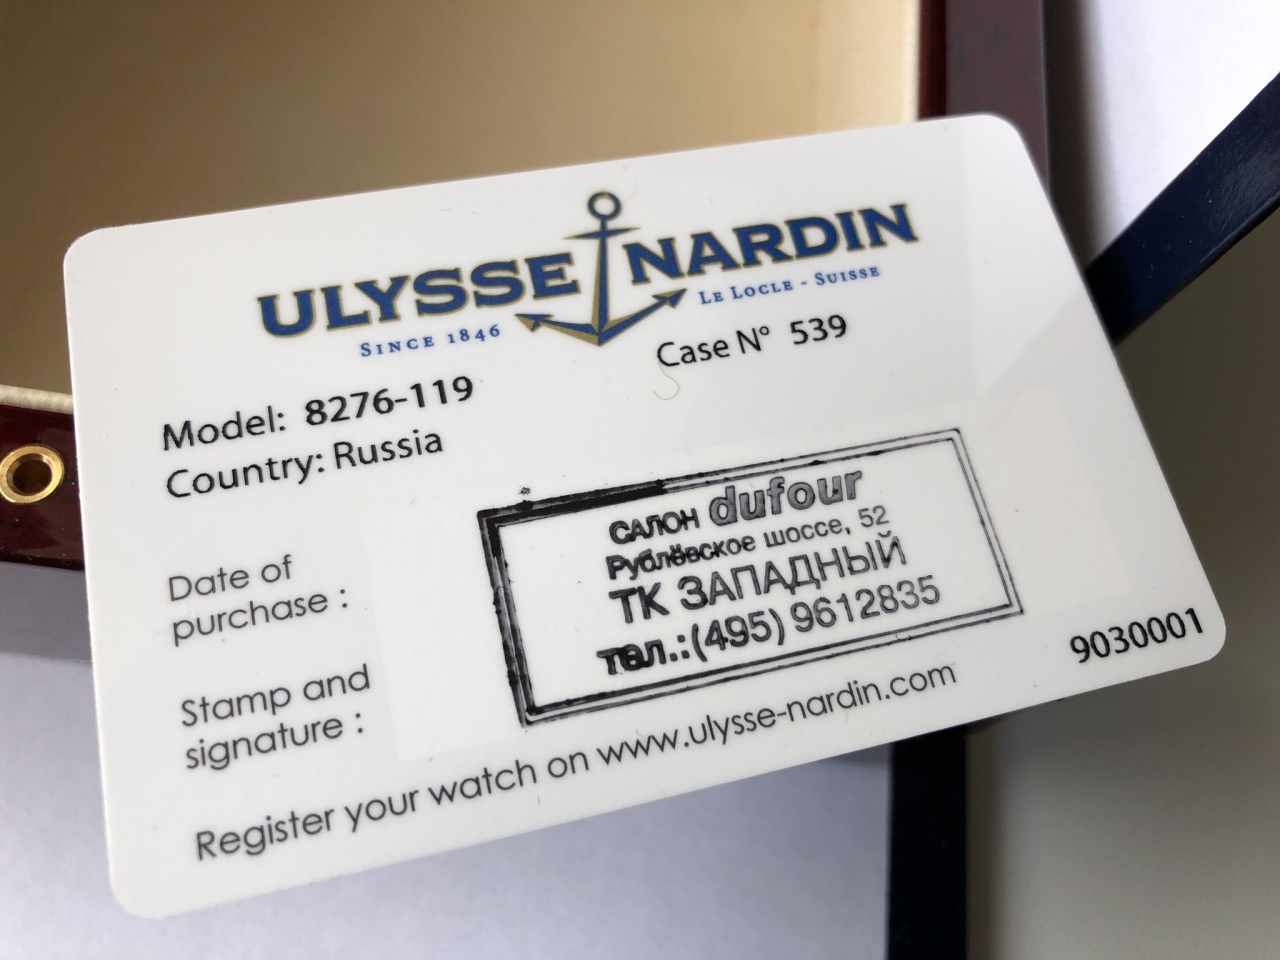 ULYSSE NARDIN
SINCE 1846
LE LOCLE - SUISSE
Case N° 539
Model: 8276-119
Country: Russia
салон dufour
Рублёвское шоссе, 52
ТК ЗАПАДНЫЙ
тел.:(495) 9612835
Date of
purchase :
Stamp and
signature :
9030001
Register your watch on www.ulysse-nardin.com